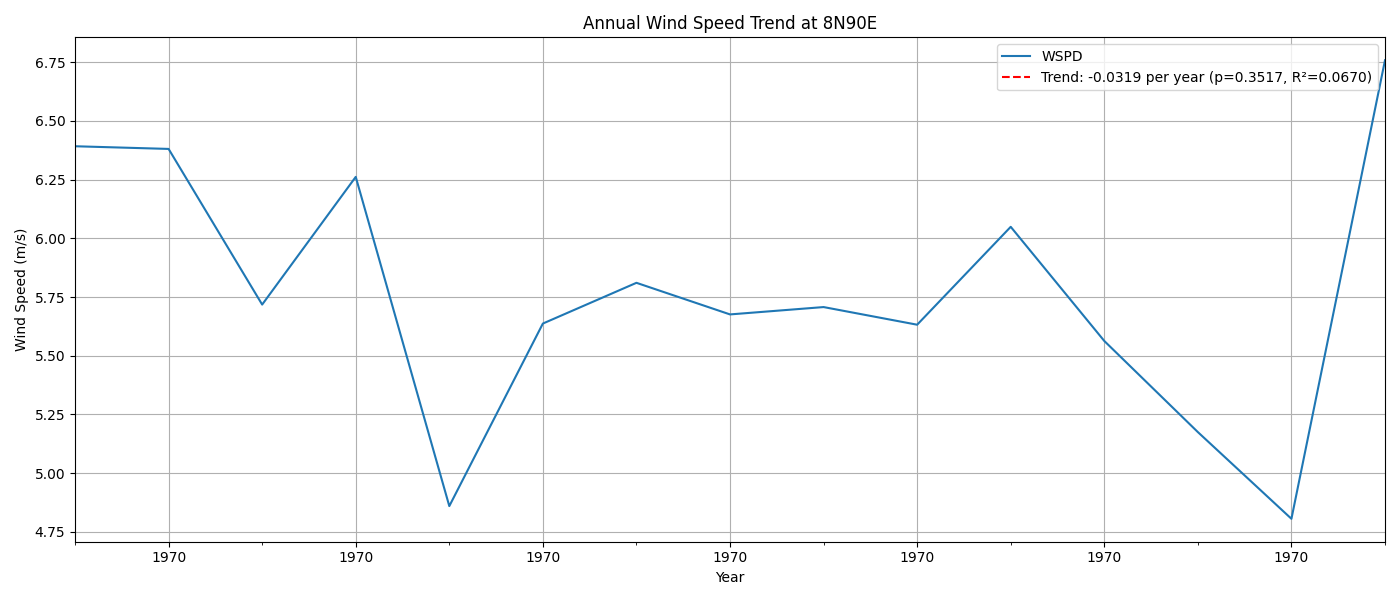 Annual Wind Speed Trend at 8N90E
WSPD
Trend: -0.0319 per year (p=0.3517, R²=0.0670)
Wind Speed (m/s)
6.75
6.50
6.25
6.00
5.75
5.50
5.25
5.00
4.75
1970 1970 1970 1970 1970 1970 1970
Year